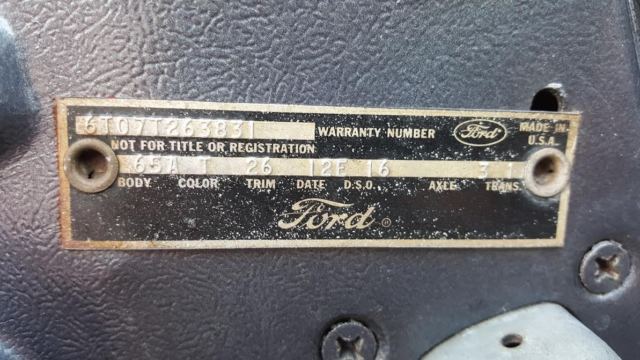 6T07T263831 WARRANTY NUMBER Ford MADE IN U.S.A.
NOT FOR TITLE OR REGISTRATION
65A T 26 12E 16 3 1
BODY COLOR TRIM DATE D.S.O. AXLE TRANS.
Ford ®